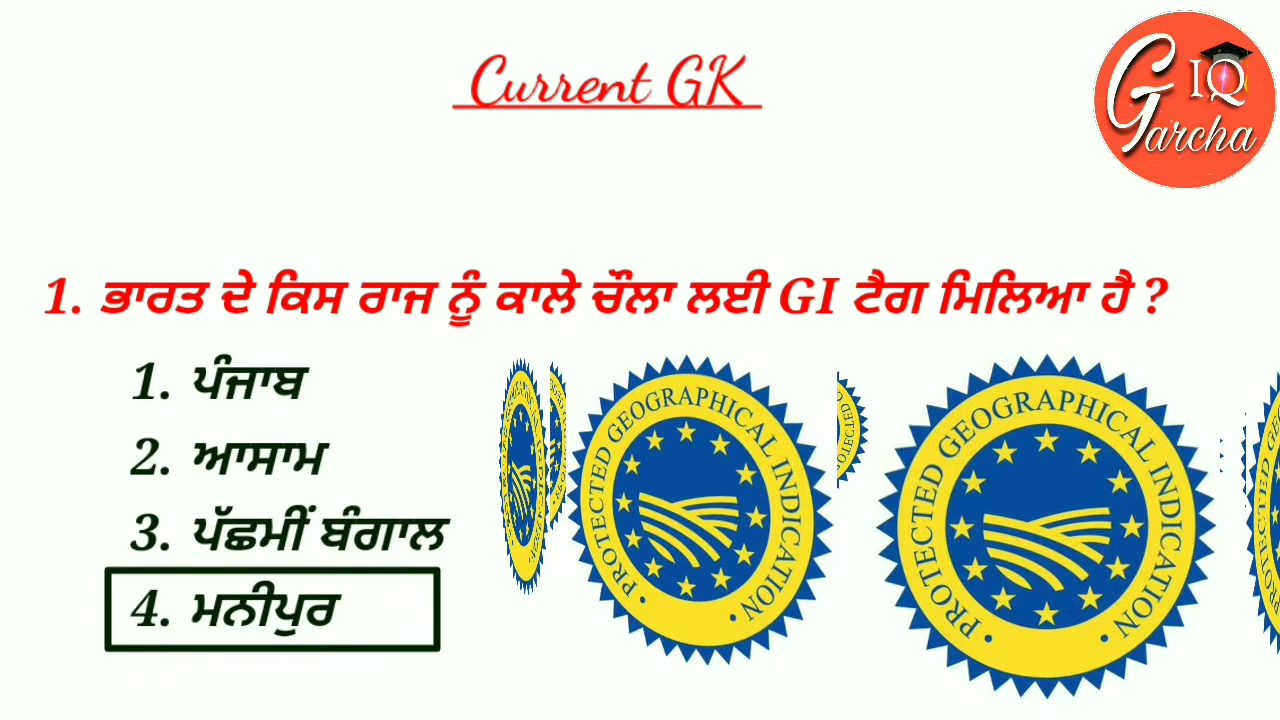 Current GK
G IQ
Garcha
1. ਭਾਰਤ ਦੇ ਕਿਸ ਰਾਜ ਨੂੰ ਕਾਲੇ ਚੌਲਾ ਲਈ GI ਟੈਗ ਮਿਲਿਆ ਹੈ ?
1. ਪੰਜਾਬ
2. ਆਸਾਮ
3. ਪੱਛਮੀਂ ਬੰਗਾਲ
4. ਮਨੀਪੁਰ
PROTECTED GEOGRAPHICAL INDICATION
PROTECTED GEOGRAPHICAL INDICATION